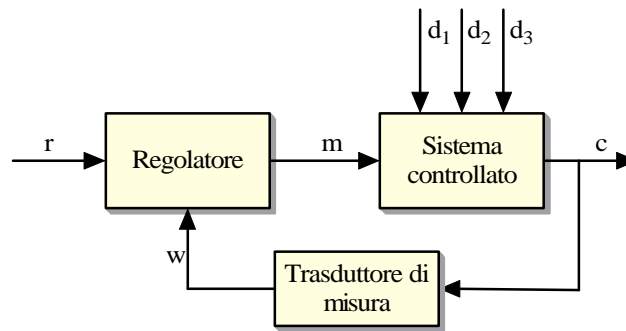 d1 d2 d3
r
Regolatore
m
Sistema
controllato
c
w
Trasduttore di
misura